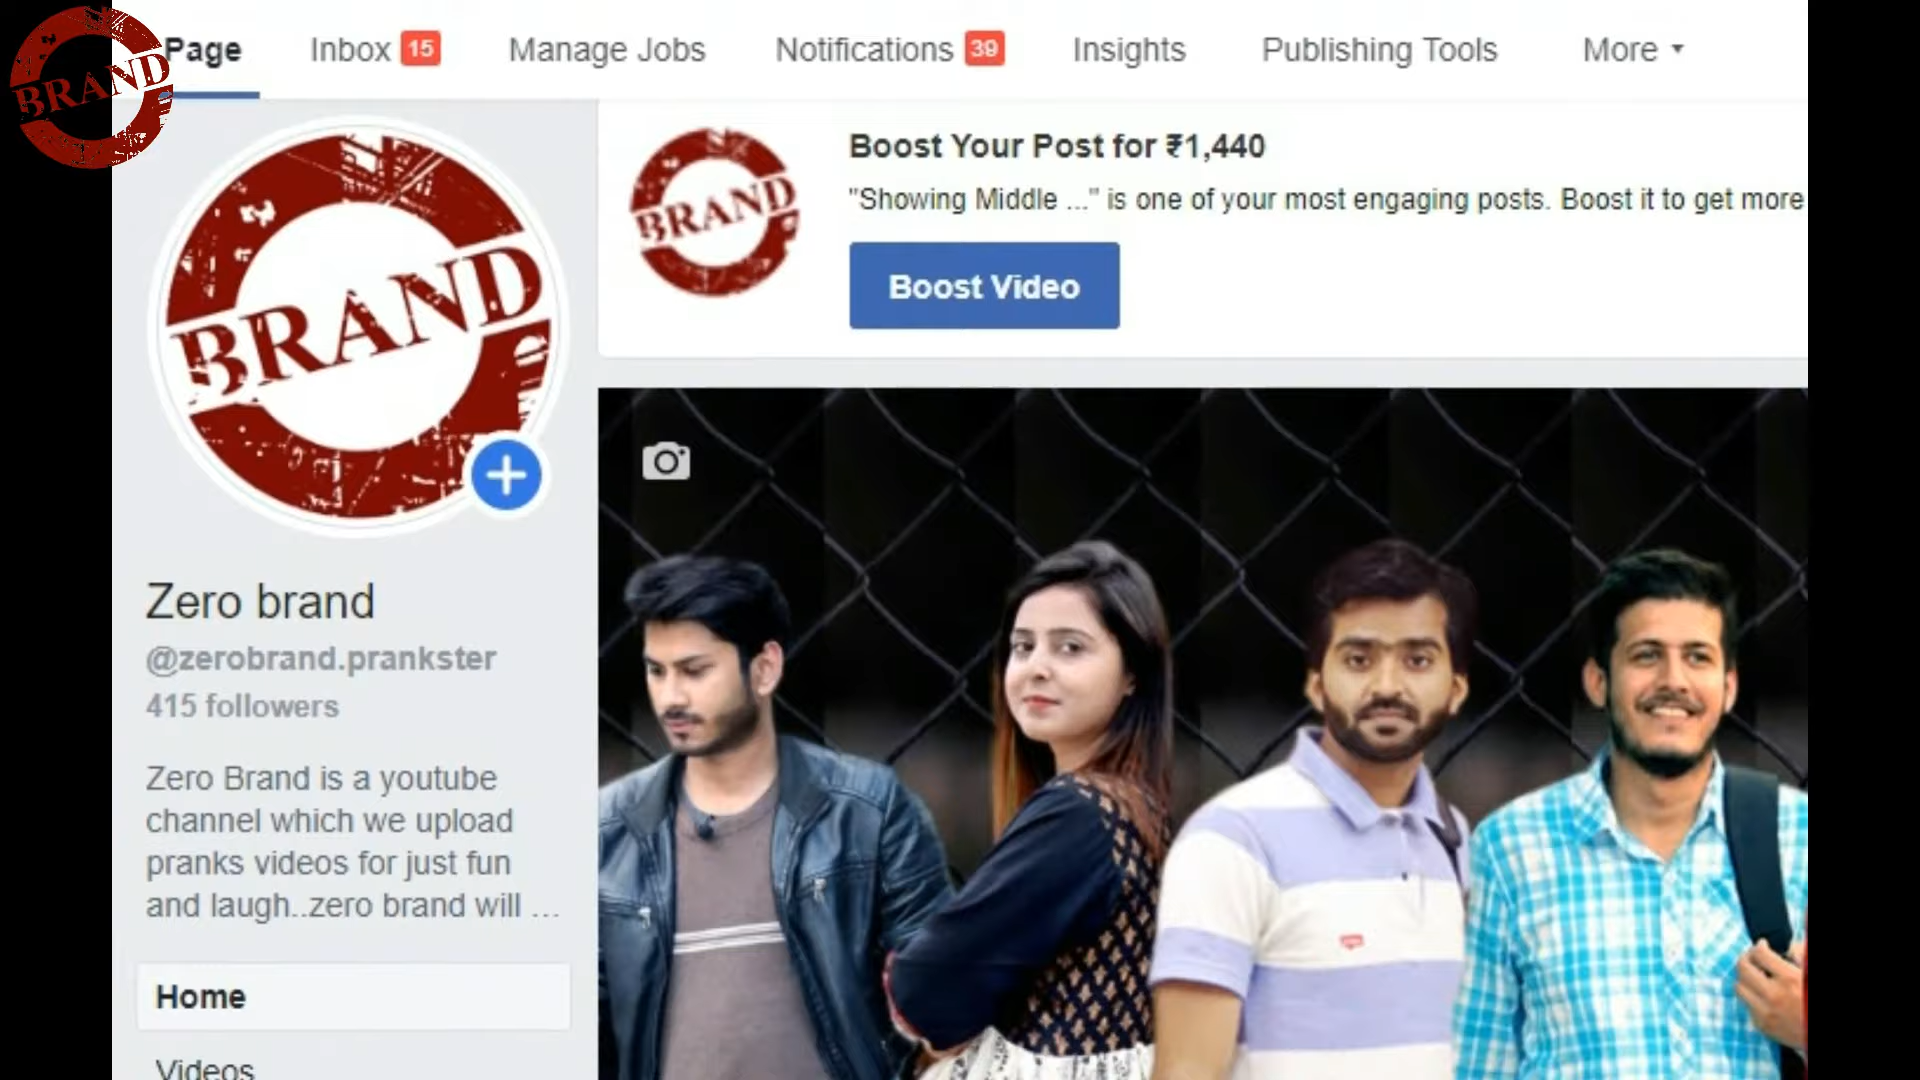 BRAND
Page
Inbox 15
Manage Jobs
Notifications 39
Insights
Publishing Tools
More
BRAND
BRAND
Boost Your Post for ₹1,440
"Showing Middle ..." is one of your most engaging posts. Boost it to get more
Boost Video
Zero brand
@zerobrand.prankster
415 followers
Zero Brand is a youtube
channel which we upload
pranks videos for just fun
and laugh..zero brand will ...
Home
Videos